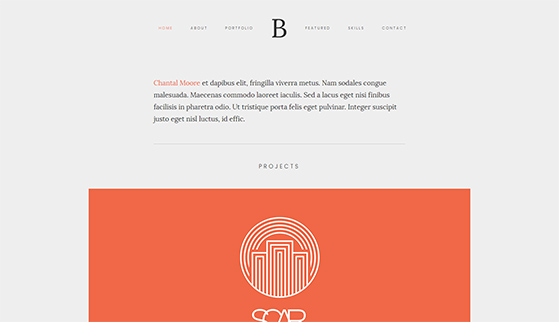 HOME ABOUT PORTFOLIO B FEATURED SKILLS CONTACT
Chantal Moore et dapibus elit, fringilla viverra metus. Nam sodales congue
malesuada. Maecenas commodo laoreet iaculis. Sed a lacus eget nisi finibus
facilisis in pharetra odio. Ut tristique porta felis eget pulvinar. Integer suscipit
justo eget nisl luctus, id effic.
PROJECTS
SOAR